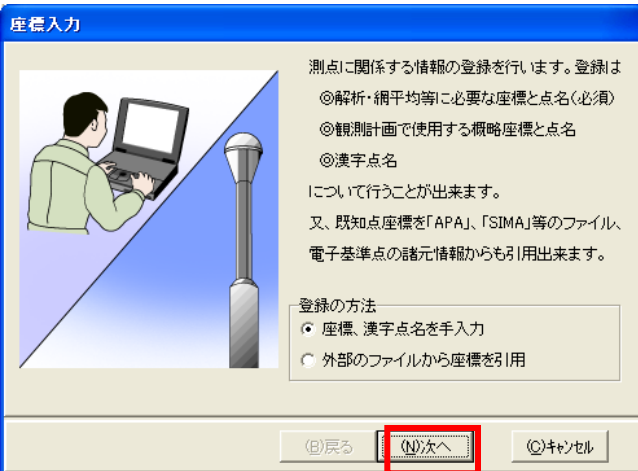 座標入力
測点に関係する情報の登録を行います。登録は
◎解析・網平均等に必要な座標と点名(必須)
◎観測計画で使用する概略座標と点名
◎漢字点名
について行うことが出来ます。
又、既知点座標を「APA」、「SIMA」等のファイル、
電子基準点の諸元情報からも引用出来ます。
登録の方法
座標、漢字点名を手入力
外部のファイルから座標を引用
(B)戻る (N)次へ (C)キャンセル